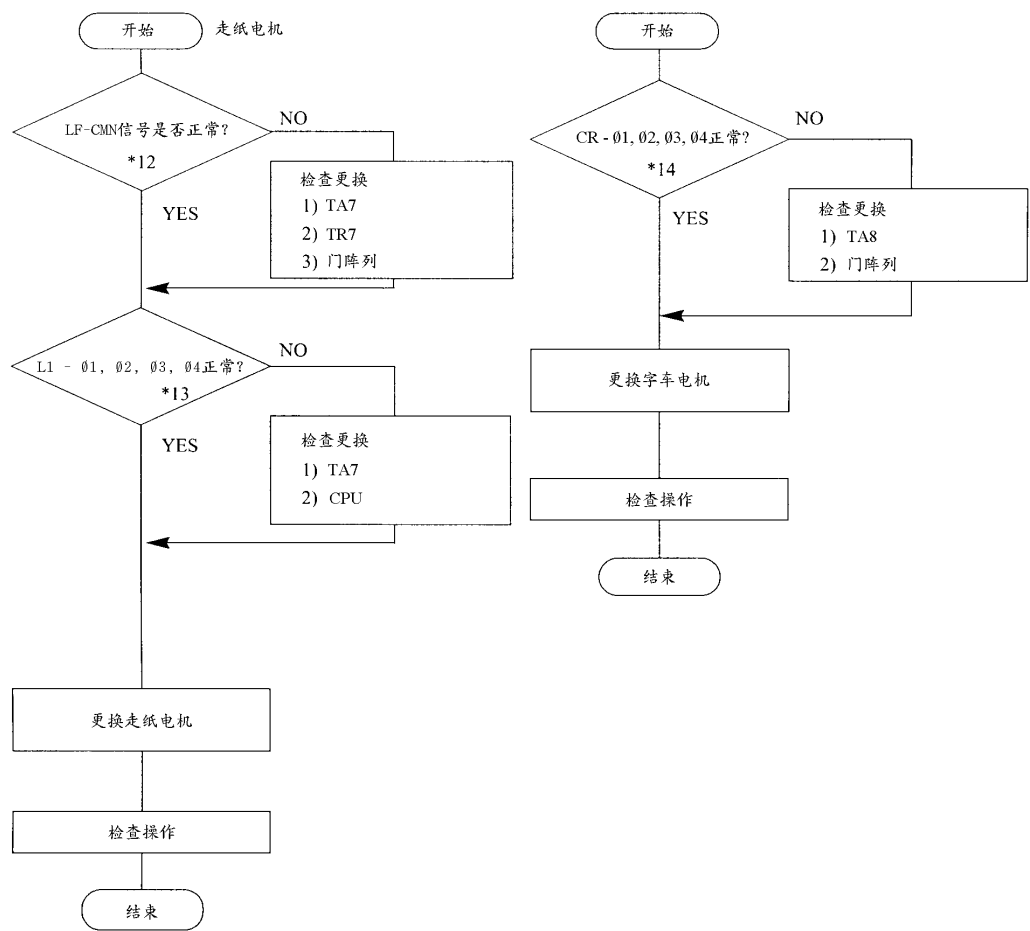 开始
走纸电机
LF-CMN信号是否正常?
*12
NO
YES
检查更换
1) TA7
2) TR7
3) 门阵列
L1 - Ø1, Ø2, Ø3, Ø4正常?
*13
NO
YES
检查更换
1) TA7
2) CPU
更换走纸电机
检查操作
结束
开始
CR - Ø1, Ø2, Ø3, Ø4正常?
*14
NO
YES
检查更换
1) TA8
2) 门阵列
更换字车电机
检查操作
结束